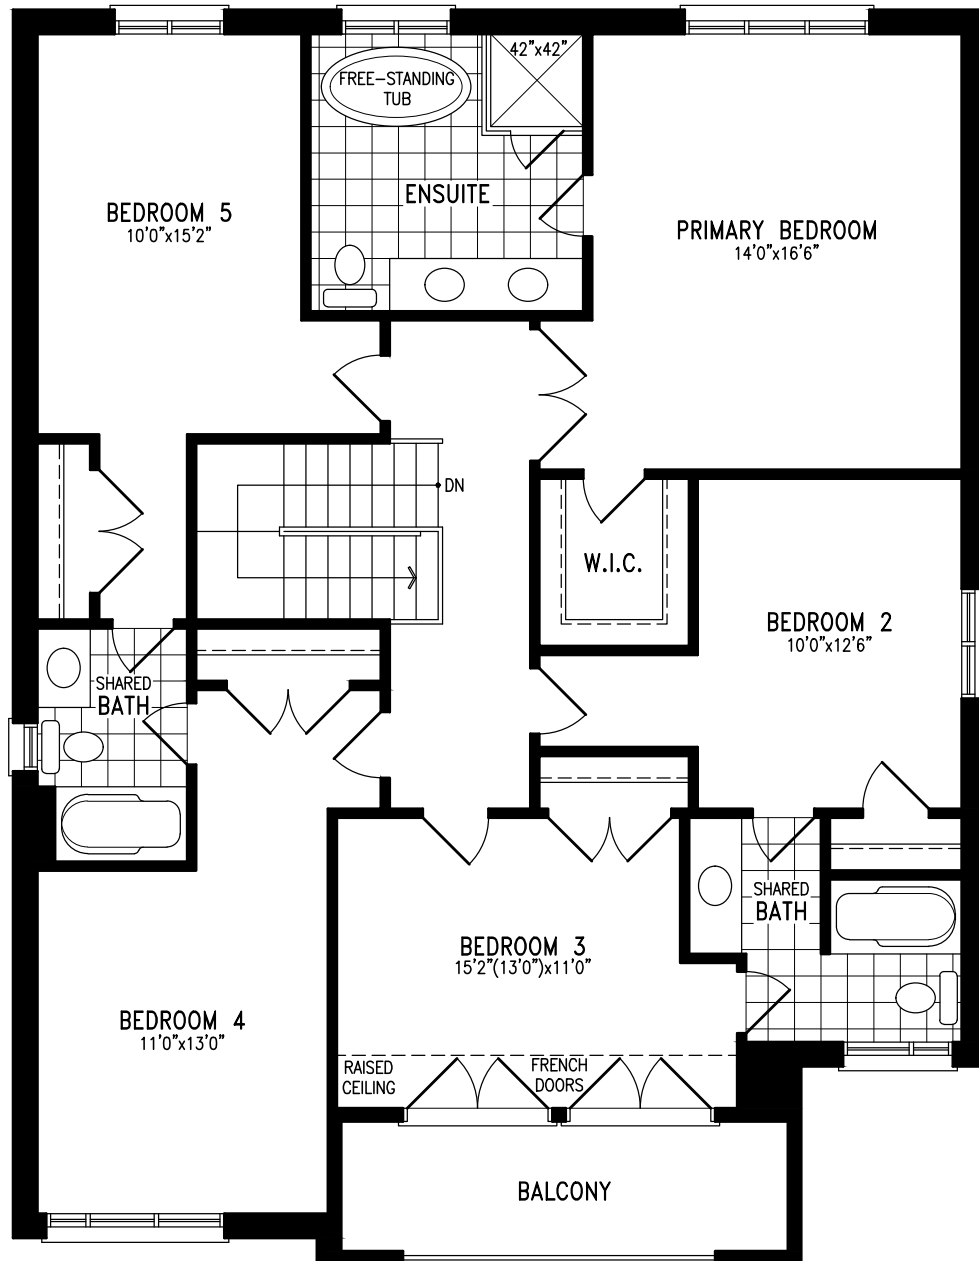 42”x42”
FREE-STANDING
TUB
ENSUITE
BEDROOM 5
10'0”x15'2”
PRIMARY BEDROOM
14'0”x16'6”
DN
W.I.C.
BEDROOM 2
10'0”x12'6”
SHARED
BATH
SHARED
BATH
BEDROOM 3
15'2”(13'0”)x11'0”
BEDROOM 4
11'0”x13'0”
RAISED
CEILING
FRENCH
DOORS
BALCONY